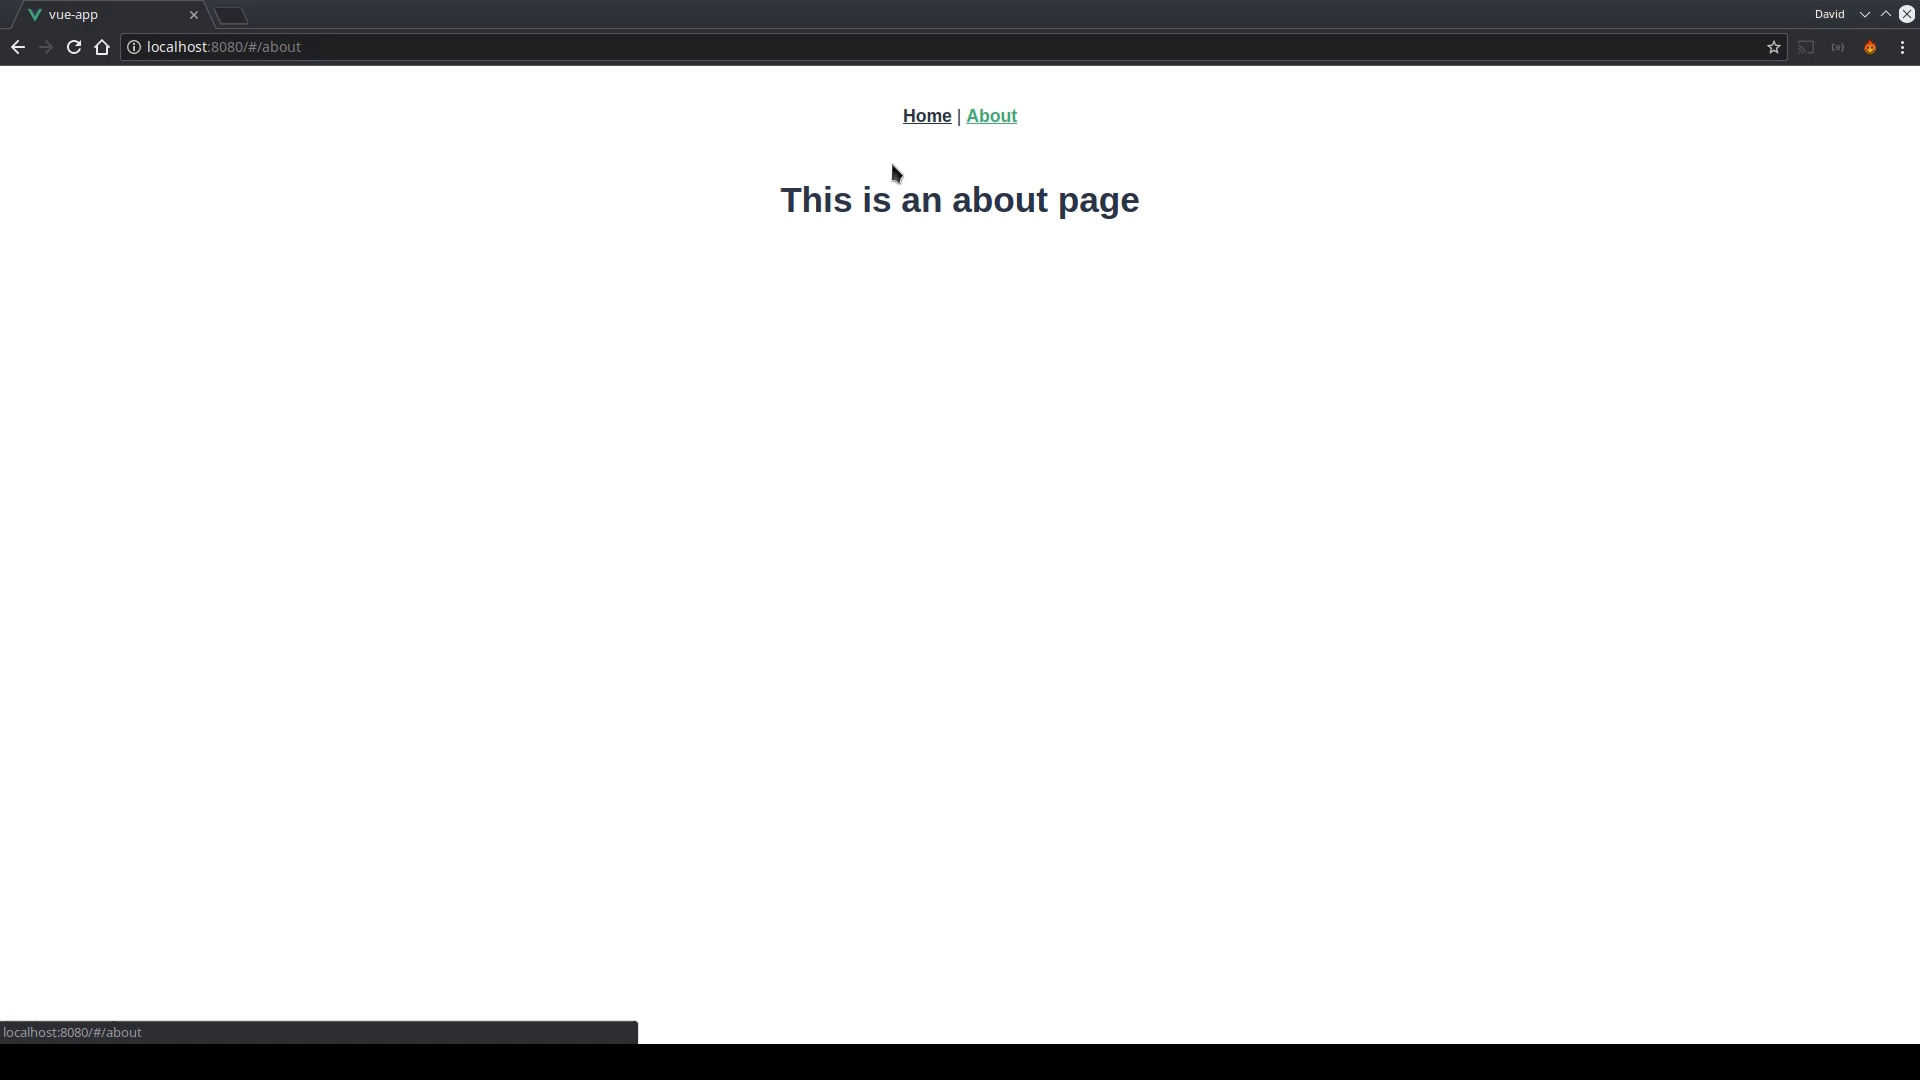 vue-app
David
localhost:8080/#/about
Home | About
This is an about page
localhost:8080/#/about